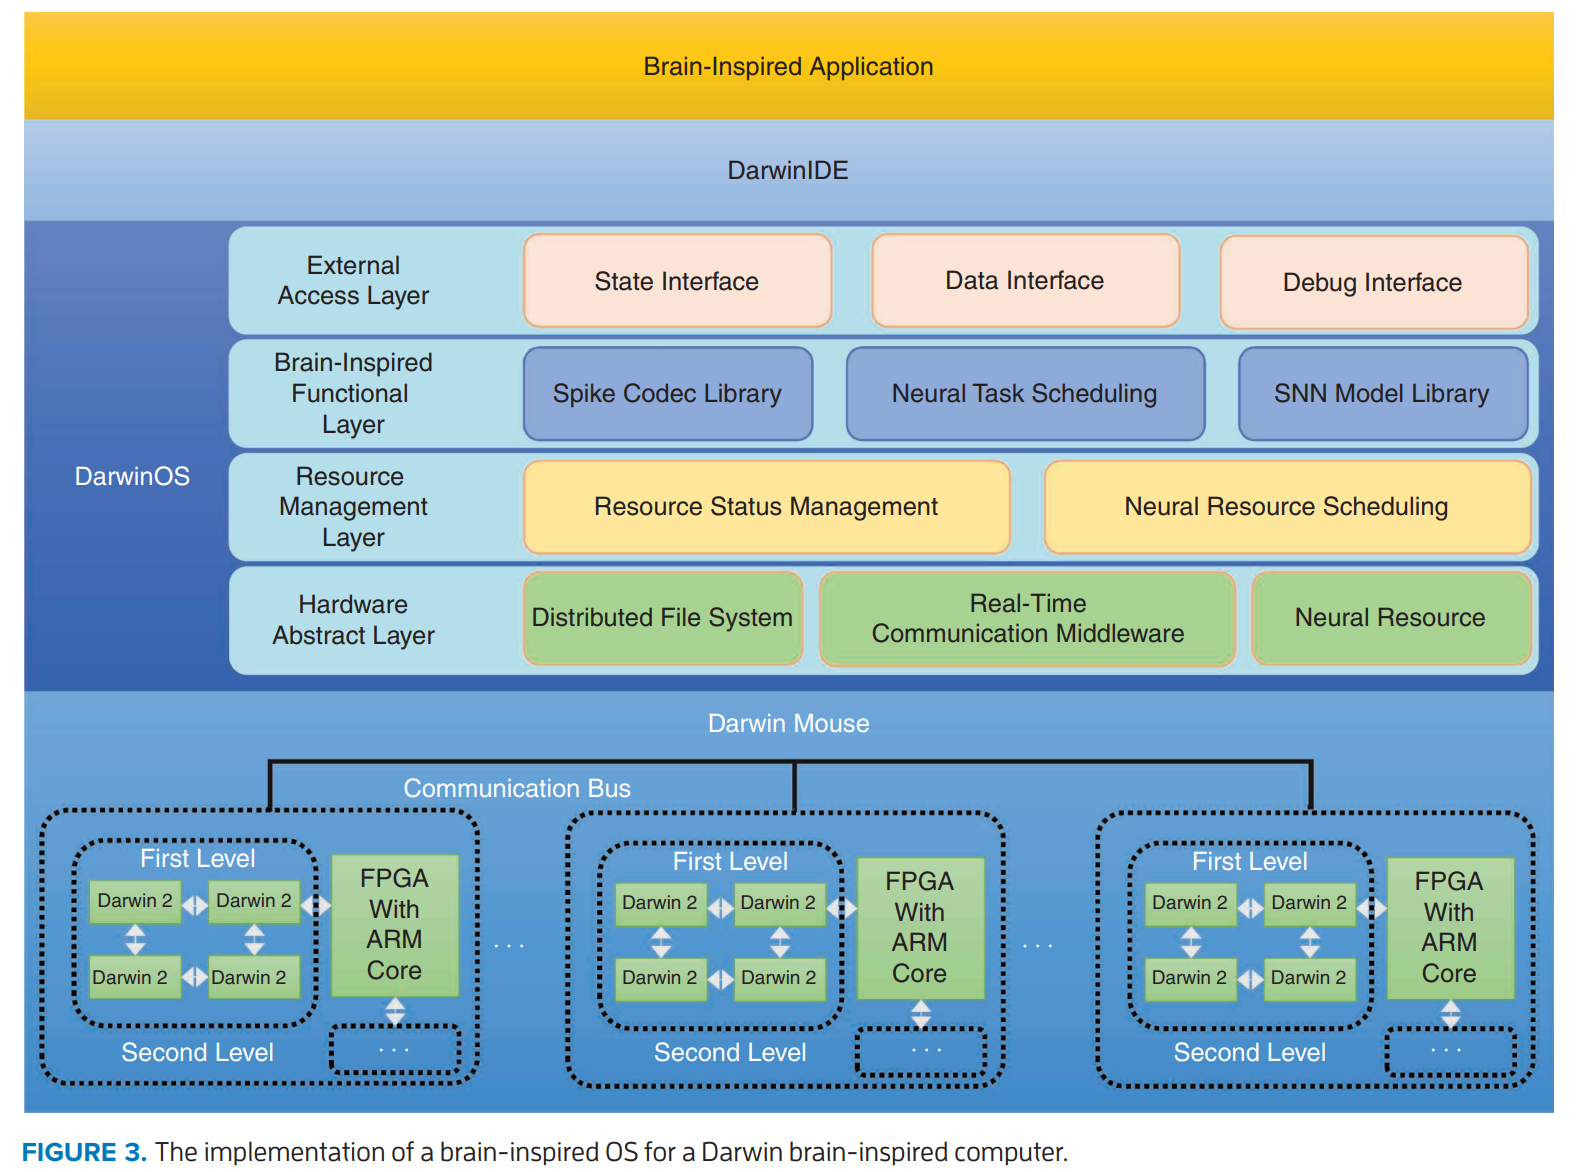 Brain-Inspired Application
DarwinIDE
DarwinOS
External
Access Layer
State Interface
Data Interface
Debug Interface
Brain-Inspired
Functional
Layer
Spike Codec Library
Neural Task Scheduling
SNN Model Library
Resource
Management
Layer
Resource Status Management
Neural Resource Scheduling
Hardware
Abstract Layer
Distributed File System
Real-Time
Communication Middleware
Neural Resource
Darwin Mouse
Communication Bus
First Level
Darwin 2
Darwin 2
Darwin 2
Darwin 2
FPGA
With
ARM
Core
Second Level
. . .
. . .
First Level
Darwin 2
Darwin 2
Darwin 2
Darwin 2
FPGA
With
ARM
Core
Second Level
. . .
. . .
First Level
Darwin 2
Darwin 2
Darwin 2
Darwin 2
FPGA
With
ARM
Core
Second Level
. . .
FIGURE 3. The implementation of a brain-inspired OS for a Darwin brain-inspired computer.